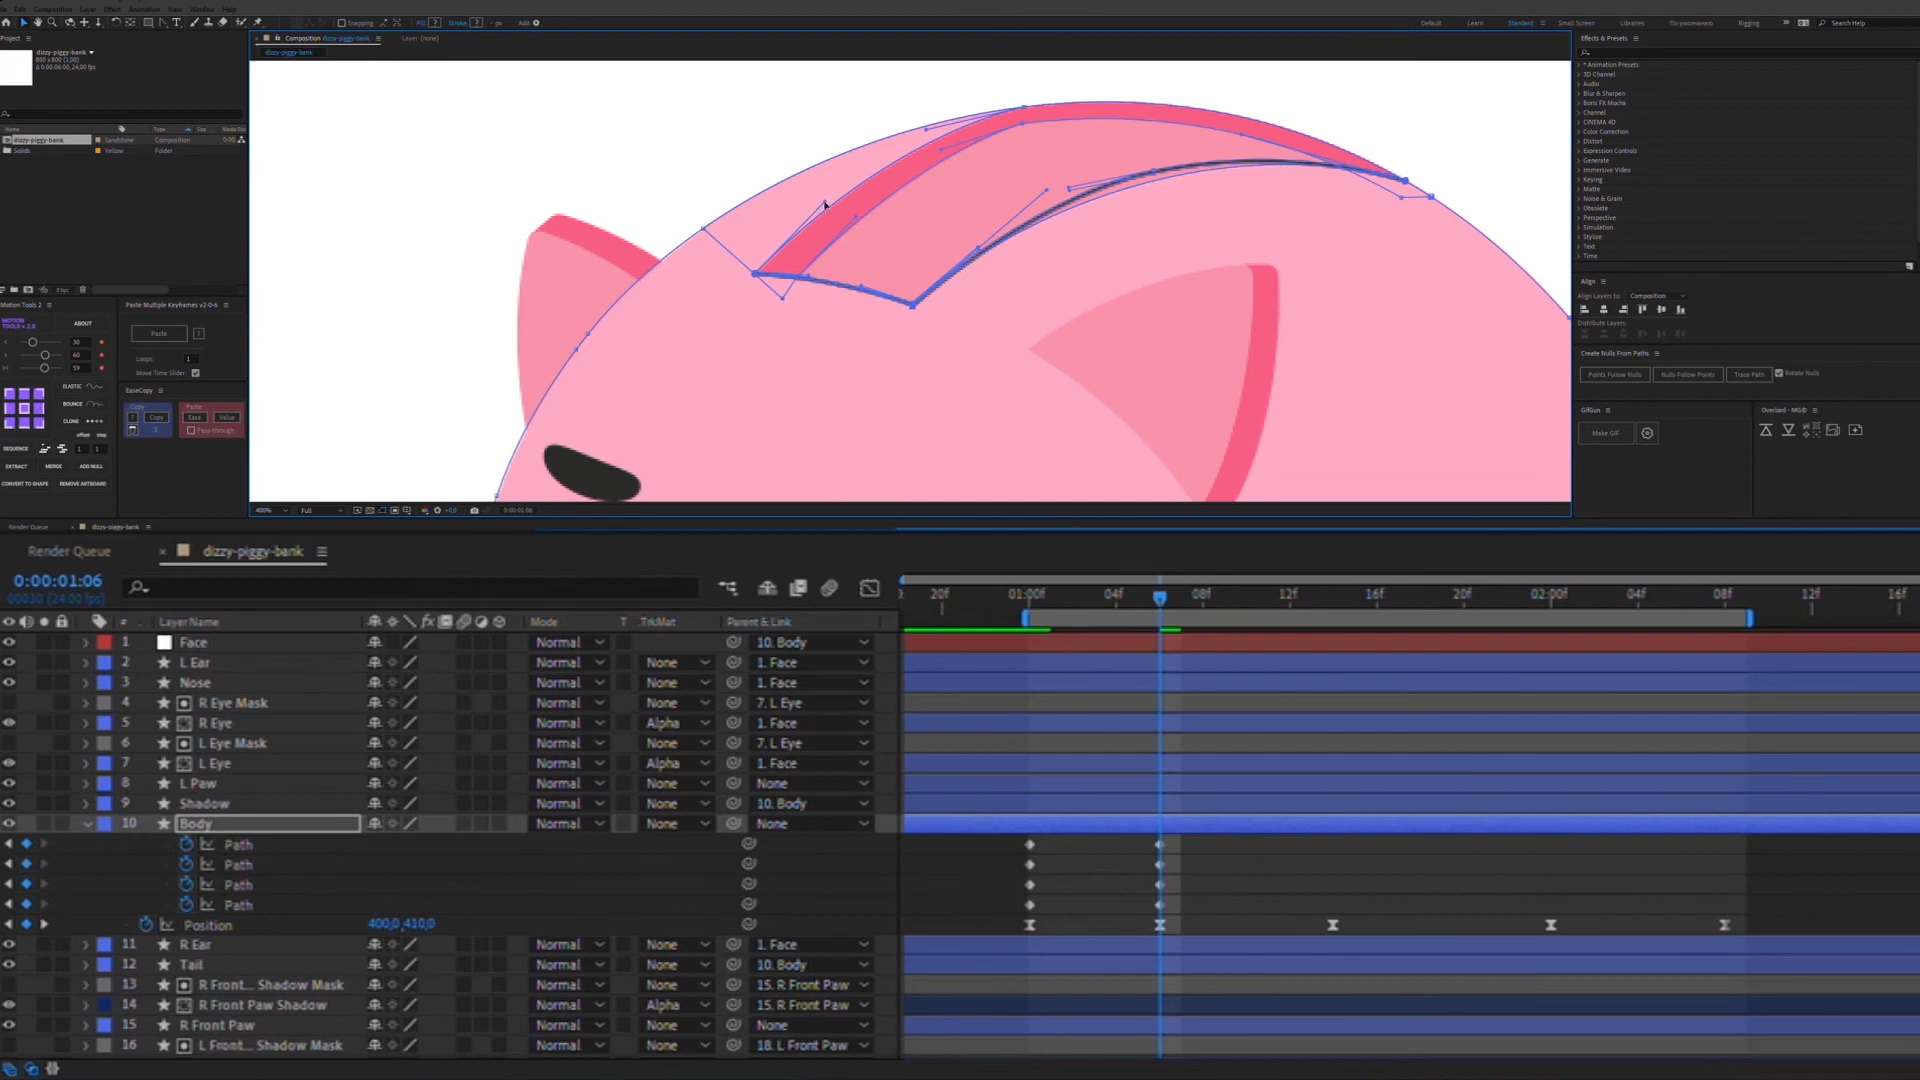 File Edit Composition Layer Effect Animation View Window Help
Snapping Fill ? Stroke ? - px Add
Default Learn Standard Small Screen Libraries По умолчанию Rigging Search Help
Project
Composition dizzy-piggy-bank Layer (none)
Effects & Presets
dizzy-piggy-bank
dizzy-piggy-bank
800 x 800 (1,00)
Δ 0:00:06:00, 24,00 fps
* Animation Presets
3D Channel
Audio
Blur & Sharpen
Boris FX Mocha
Channel
CINEMA 4D
Color Correction
Distort
Expression Controls
Generate
Immersive Video
Keying
Matte
Noise & Grain
Obsolete
Perspective
Simulation
Stylize
Text
Time
Name Type Size Media Du
dizzy-piggy-bank Sandstone Composition 0:00
Solids Yellow Folder
8 bpc
Motion Tools 2
Paste Multiple Keyframes v2-0-6
MOTION
TOOLS v 2.0
ABOUT
Paste ?
30
60
59
Loops: 1
Move Time Slider:
ELASTIC
BOUNCE
CLONE
offset step
SEQUENCE 1 1
EXTRACT MERGE ADD NULL
CONVERT TO SHAPE REMOVE ARTBOARD
EaseCopy
Copy Paste
? Copy Ease Value
Pass-through
Align
Align Layers to: Composition
Distribute Layers:
Create Nulls From Paths
Points Follow Nulls Nulls Follow Points Trace Path Rotate Nulls
GifGun
Make GIF
Overlord - MG®
400% Full +0,0 0:00:01:06
Render Queue dizzy-piggy-bank
Render Queue × dizzy-piggy-bank
0:00:01:06
00030 (24.00 fps)
20f 01:00f 04f 08f 12f 16f 20f 02:00f 04f 08f 12f 16f
# Layer Name Mode T .TrkMat Parent & Link
1 Face Normal 10. Body
2 L Ear Normal None 1. Face
3 Nose Normal None 1. Face
4 R Eye Mask Normal None 7. L Eye
5 R Eye Normal Alpha 1. Face
6 L Eye Mask Normal None 7. L Eye
7 L Eye Normal Alpha 1. Face
8 L Paw Normal None None
9 Shadow Normal None 10. Body
10 Body Normal None None
Path
Path
Path
Path
Position 400,0,410,0
11 R Ear Normal None 1. Face
12 Tail Normal None 10. Body
13 R Front... Shadow Mask Normal None 15. R Front Paw
14 R Front Paw Shadow Normal Alpha 15. R Front Paw
15 R Front Paw Normal None None
16 L Front... Shadow Mask Normal None 18. L Front Paw